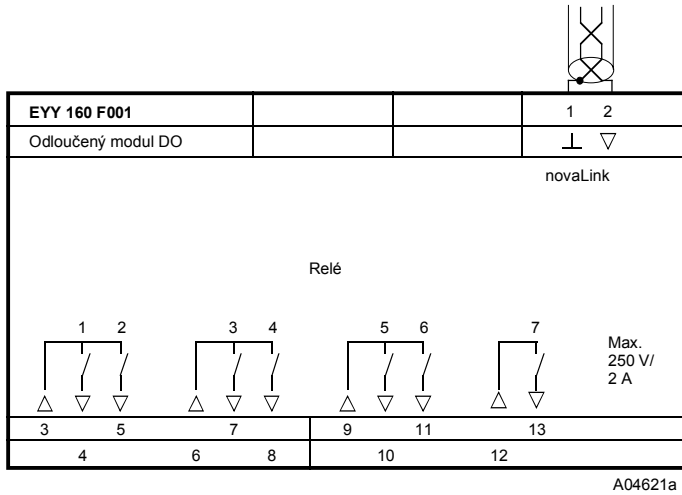 EYY 160 F001 1 2
Odloučený modul DO
novaLink
Relé
1 2 3 4 5 6 7
Max.
250 V/
2 A
3 5 7 9 11 13
4 6 8 10 12
A04621a